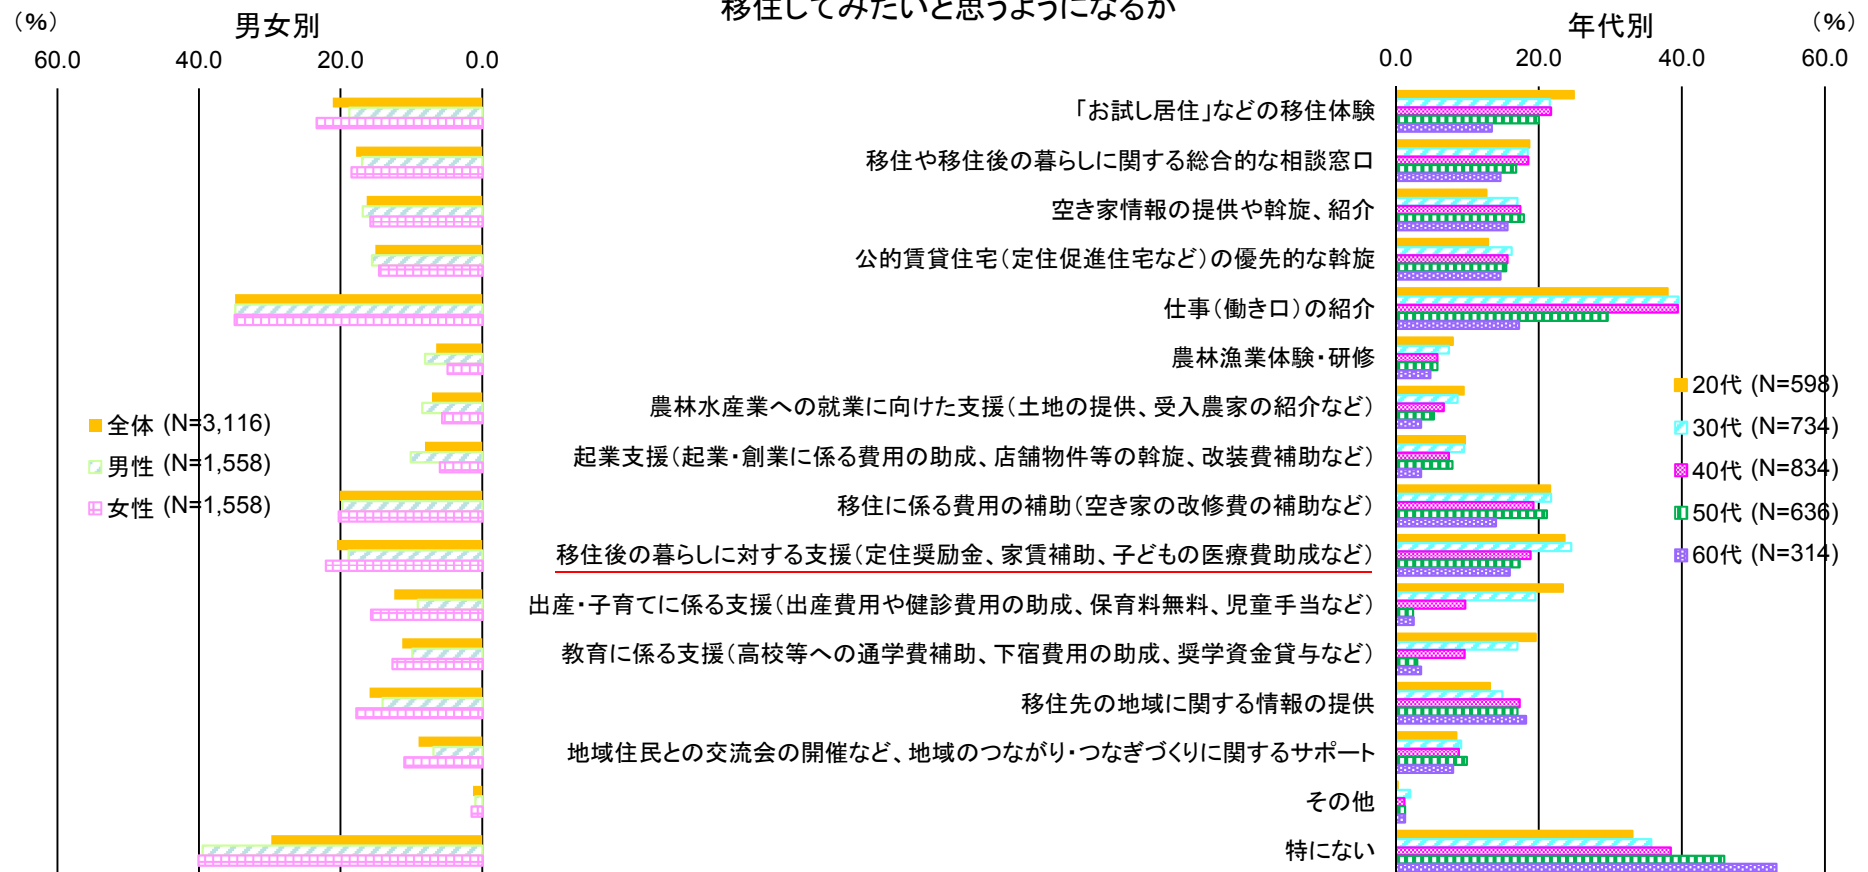 移住してみたいと思うようになるか
（%）
男女別
60.0 40.0 20.0 0.0
年代別
（%）
0.0 20.0 40.0 60.0
「お試し居住」などの移住体験
移住や移住後の暮らしに関する総合的な相談窓口
空き家情報の提供や斡旋、紹介
公的賃貸住宅（定住促進住宅など）の優先的な斡旋
仕事（働き口）の紹介
農林漁業体験・研修
農林水産業への就業に向けた支援（土地の提供、受入農家の紹介など）
起業支援（起業・創業に係る費用の助成、店舗物件等の斡旋、改装費補助など）
移住に係る費用の補助（空き家の改修費の補助など）
移住後の暮らしに対する支援（定住奨励金、家賃補助、子どもの医療費助成など）
出産・子育てに係る支援（出産費用や健診費用の助成、保育料無料、児童手当など）
教育に係る支援（高校等への通学費補助、下宿費用の助成、奨学資金貸与など）
移住先の地域に関する情報の提供
地域住民との交流会の開催など、地域のつながり・つなぎづくりに関するサポート
その他
特にない
全体 (N=3,116)
男性 (N=1,558)
女性 (N=1,558)
20代 (N=598)
30代 (N=734)
40代 (N=834)
50代 (N=636)
60代 (N=314)